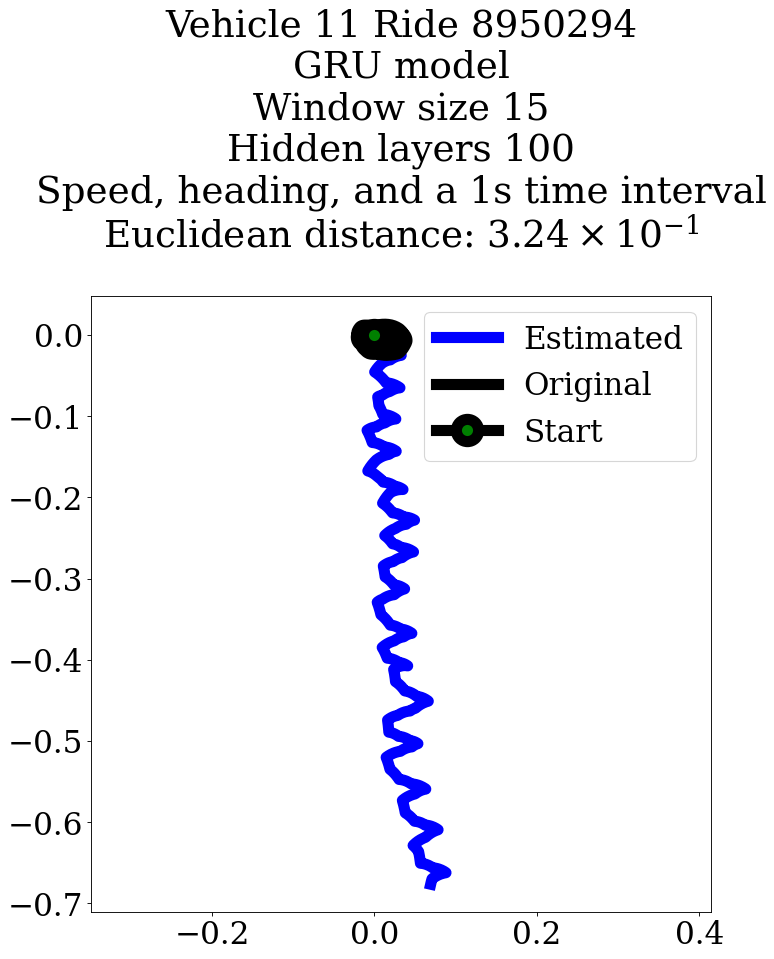 Vehicle 11 Ride 8950294
GRU model
Window size 15
Hidden layers 100
Speed, heading, and a 1s time interval
Euclidean distance: 3.24 × 10⁻¹
Estimated
Original
Start
0.0
−0.1
−0.2
−0.3
−0.4
−0.5
−0.6
−0.7
−0.2 0.0 0.2 0.4